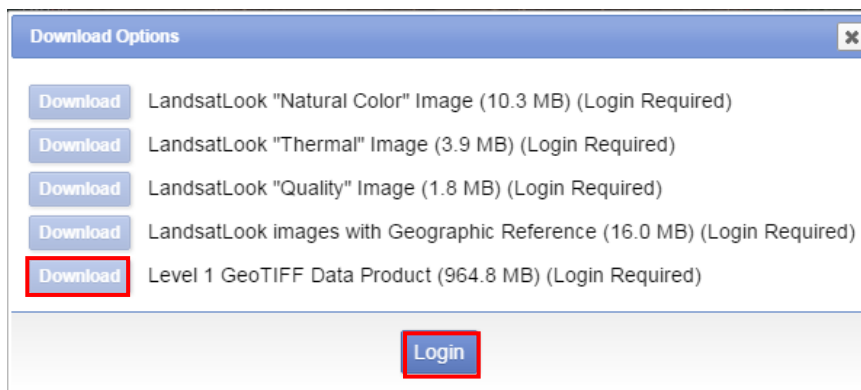 Download Options
Download LandsatLook "Natural Color" Image (10.3 MB) (Login Required)
Download LandsatLook "Thermal" Image (3.9 MB) (Login Required)
Download LandsatLook "Quality" Image (1.8 MB) (Login Required)
Download LandsatLook images with Geographic Reference (16.0 MB) (Login Required)
Download Level 1 GeoTIFF Data Product (964.8 MB) (Login Required)
Login